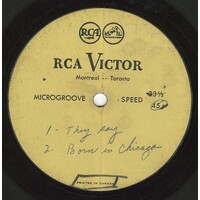 RCA
RCA VICTOR
Montreal -- Toronto
MICROGROOVE SPEED 33⅓
45
1 - They say
2. Born in Chicago
PRINTED IN CANADA